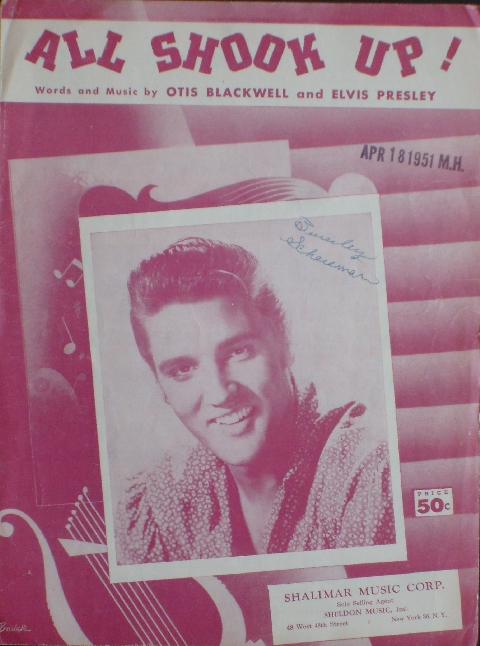 ALL SHOOK UP!
Words and Music by OTIS BLACKWELL and ELVIS PRESLEY
APR 18 1951 M.H.
PRICE
50c
SHALIMAR MUSIC CORP.
Sole Selling Agent
SHELDON MUSIC, Inc.
48 West 48th Street New York 36, N. Y.